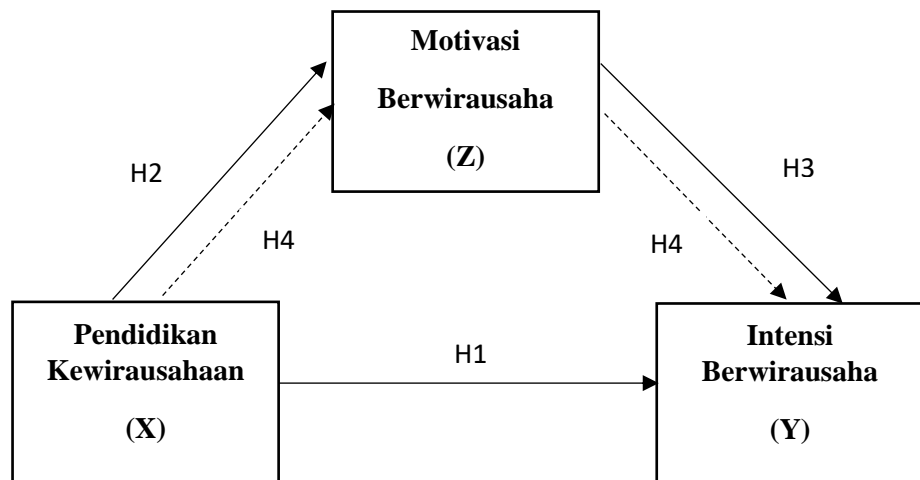 Motivasi
Berwirausaha
(Z)
H2
H3
H4
H4
Pendidikan
Kewirausahaan
(X)
H1
Intensi
Berwirausaha
(Y)